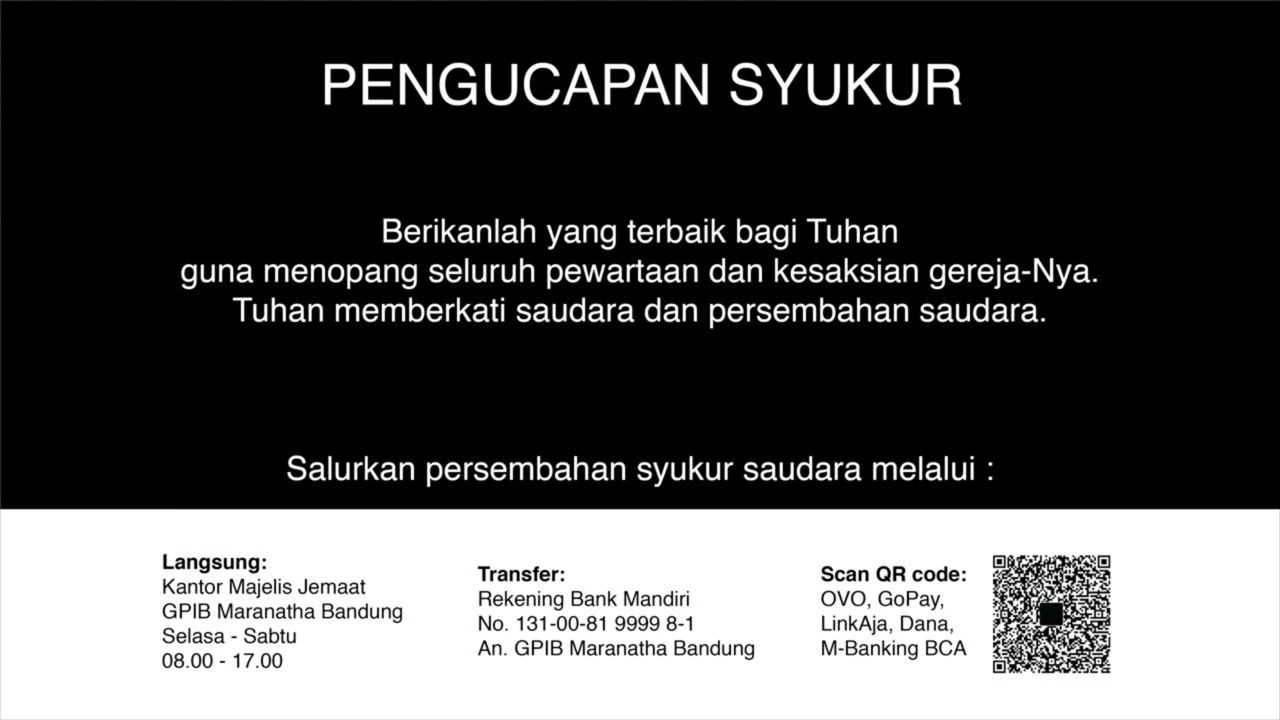 PENGUCAPAN SYUKUR
Berikanlah yang terbaik bagi Tuhan
guna menopang seluruh pewartaan dan kesaksian gereja-Nya.
Tuhan memberkati saudara dan persembahan saudara.
Salurkan persembahan syukur saudara melalui :
Langsung:
Kantor Majelis Jemaat
GPIB Maranatha Bandung
Selasa - Sabtu
08.00 - 17.00
Transfer:
Rekening Bank Mandiri
No. 131-00-81 9999 8-1
An. GPIB Maranatha Bandung
Scan QR code:
OVO, GoPay,
LinkAja, Dana,
M-Banking BCA